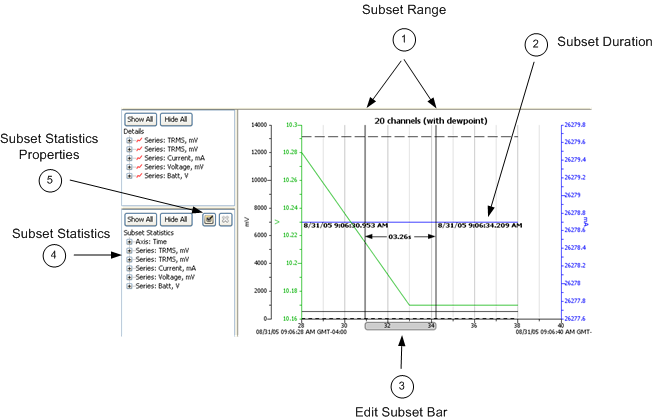 Subset Range
1
2
Subset Duration
Show All Hide All
Details
Series: TRMS, mV
Series: TRMS, mV
Series: Current, mA
Series: Voltage, mV
Series: Batt, V
Subset Statistics
Properties
5
Subset Statistics
4
Show All Hide All
Subset Statistics
Axis: Time
Series: TRMS, mV
Series: TRMS, mV
Series: Current, mA
Series: Voltage, mV
Series: Batt, V
20 channels (with dewpoint)
14000
12000
10000
8000
6000
4000
2000
0
mV
10.3
10.28
10.24
10.22
10.2
10.18
10.16
V
8/31/05 9:06:30.953 AM
8/31/05 9:06:34.209 AM
03.26s
26279.8
26279.6
26279.4
26279.2
26279
26278.8
26278.6
26278.4
26278.2
26278
26277.8
26277.6
mA
28 30 32 34 36 38 40
08/31/05 09:06:28 AM GMT-04:00
08/31/05 09:06:40 AM GMT-
3
Edit Subset Bar